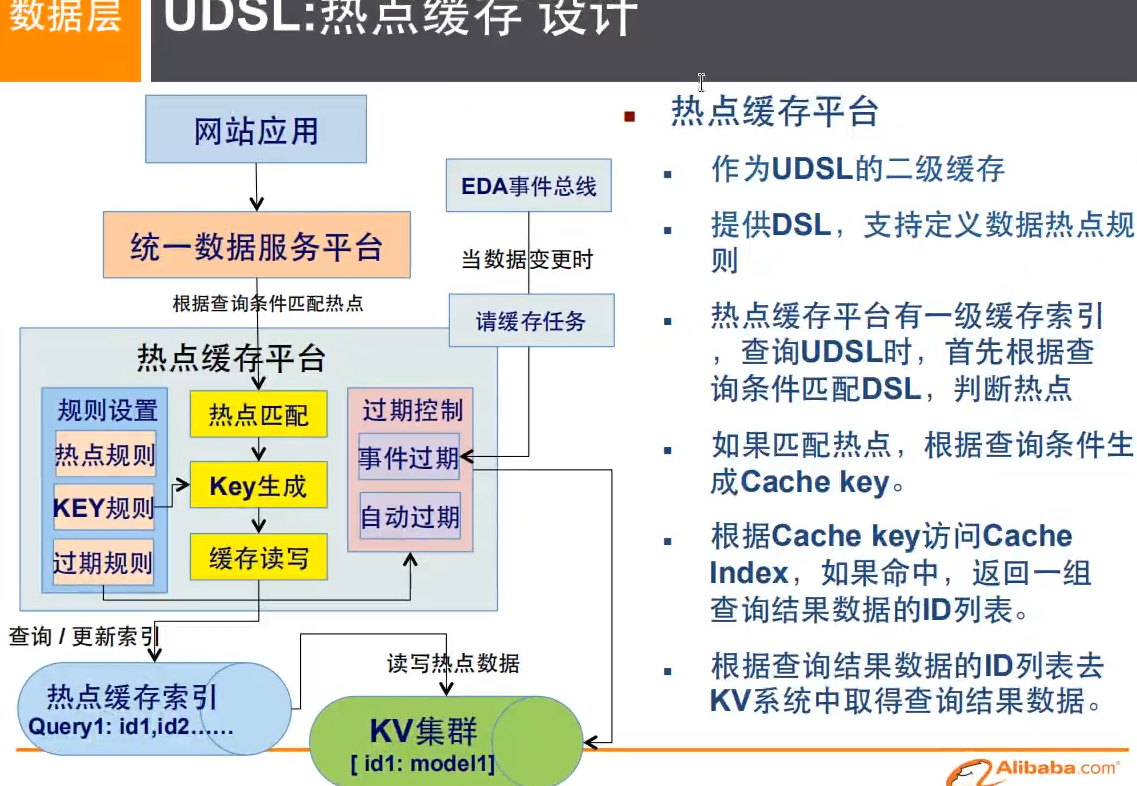 数据层
UDSL:热点缓存 设计
网站应用
统一数据服务平台
根据查询条件匹配热点
EDA事件总线
当数据变更时
请缓存任务
热点缓存平台
规则设置
热点规则
KEY规则
过期规则
热点匹配
Key生成
缓存读写
过期控制
事件过期
自动过期
查询 / 更新索引
热点缓存索引
Query1: id1,id2……
读写热点数据
KV集群
[ id1: model1]
热点缓存平台
作为UDSL的二级缓存
提供DSL，支持定义数据热点规
则
热点缓存平台有一级缓存索引
，查询UDSL时，首先根据查
询条件匹配DSL，判断热点
如果匹配热点，根据查询条件生
成Cache key。
根据Cache key访问Cache
Index，如果命中，返回一组
查询结果数据的ID列表。
根据查询结果数据的ID列表去
KV系统中取得查询结果数据。
Alibaba.com